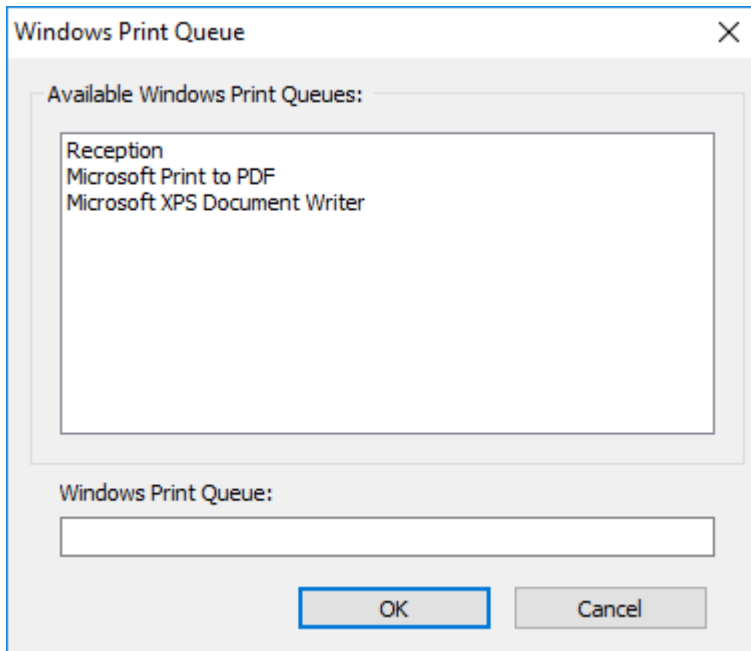 Windows Print Queue
Available Windows Print Queues:
Reception
Microsoft Print to PDF
Microsoft XPS Document Writer
Windows Print Queue:
OK Cancel